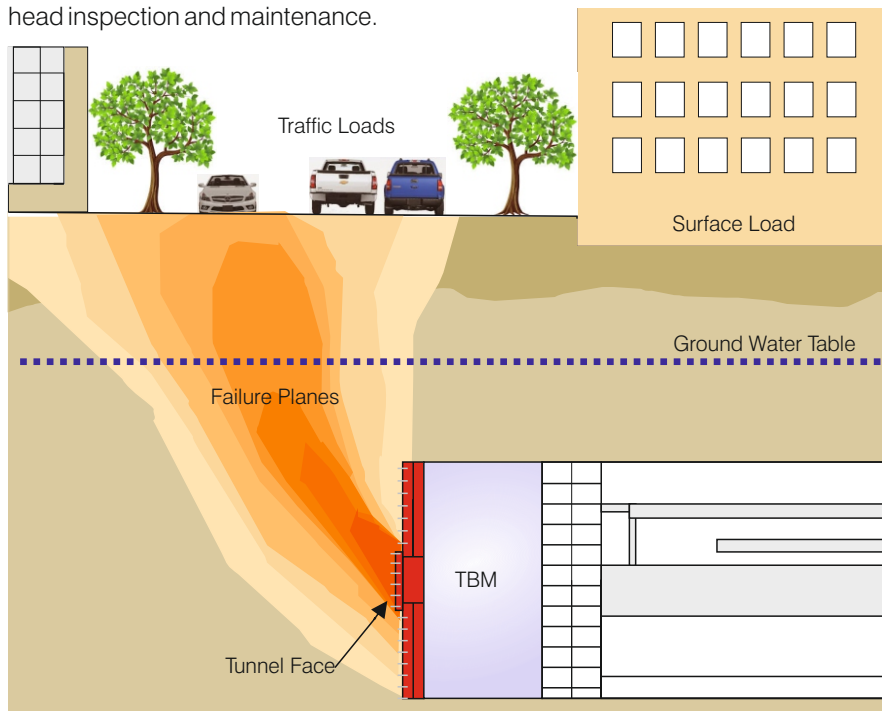 head inspection and maintenance.
Traffic Loads
Surface Load
Ground Water Table
Failure Planes
TBM
Tunnel Face